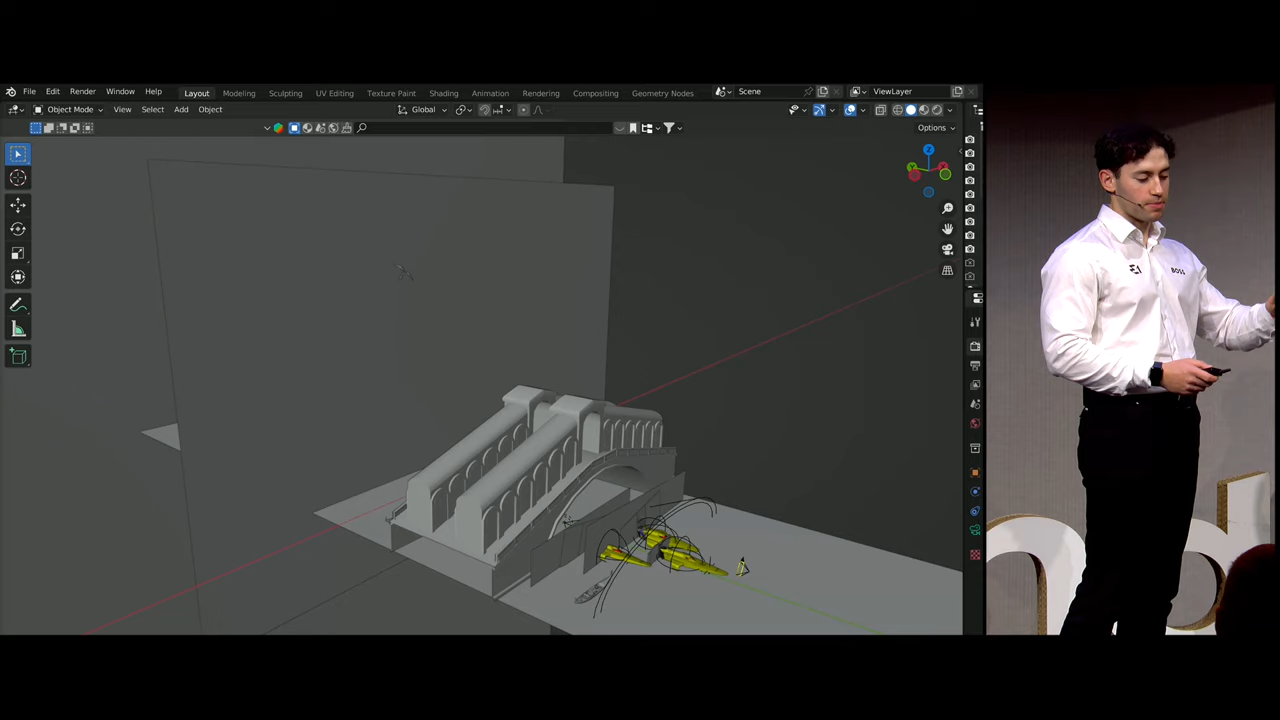 File Edit Render Window Help Layout Modeling Sculpting UV Editing Texture Paint Shading Animation Rendering Compositing Geometry Nodes Scene ViewLayer
Object Mode View Select Add Object Global
Options
Z
E1 BOSS